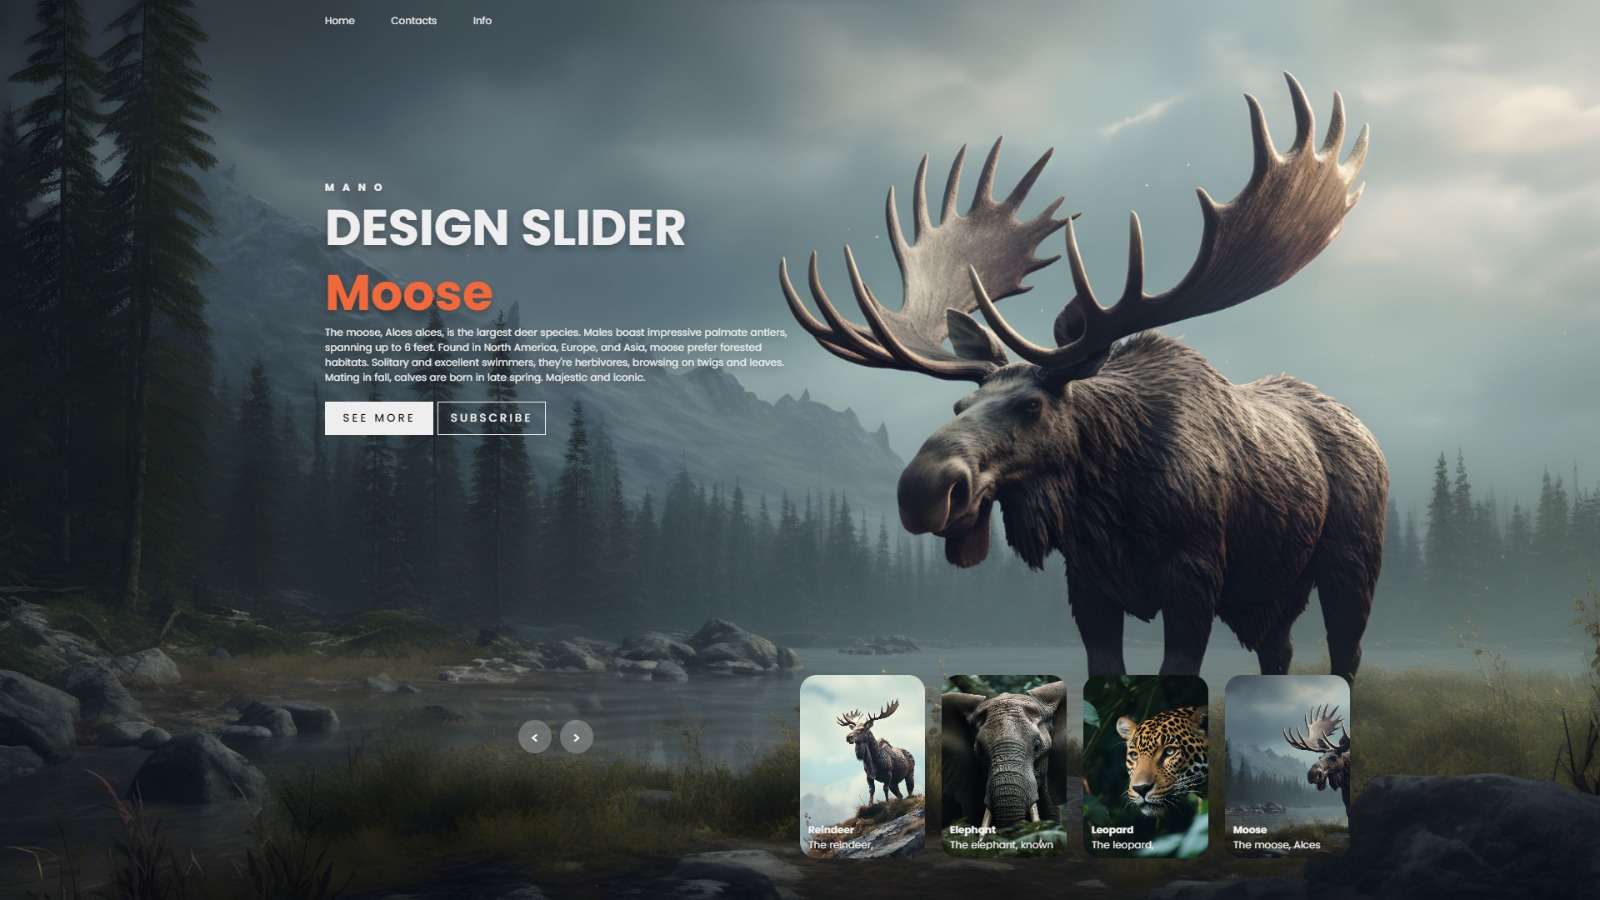 Home Contacts Info
MANO
DESIGN SLIDER
Moose
The moose, Alces alces, is the largest deer species. Males boast impressive palmate antlers,
spanning up to 6 feet. Found in North America, Europe, and Asia, moose prefer forested
habitats. Solitary and excellent swimmers, they're herbivores, browsing on twigs and leaves.
Mating in fall, calves are born in late spring. Majestic and iconic.
SEE MORE SUBSCRIBE
< >
Reindeer
The reindeer,
Elephant
The elephant, known
Leopard
The leopard,
Moose
The moose, Alces